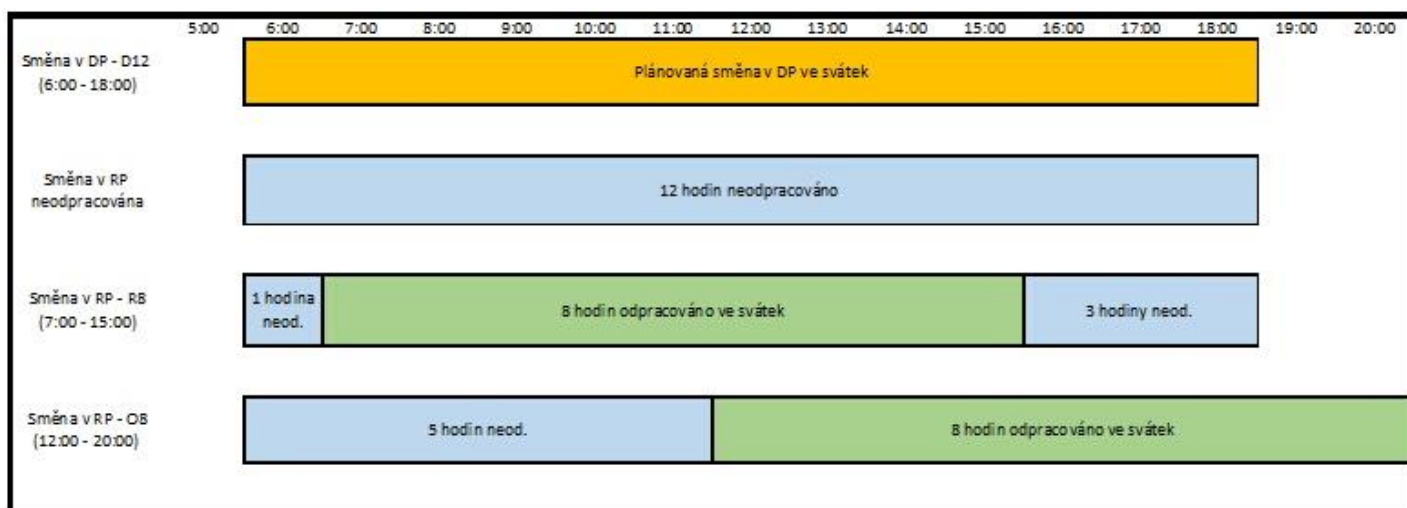 5:00 6:00 7:00 8:00 9:00 10:00 11:00 12:00 13:00 14:00 15:00 16:00 17:00 18:00 19:00 20:00
Směna v DP - D12
(6:00 - 18:00)
Plánovaná směna v DP ve svátek
Směna v RP
neodpracována
12 hodin neodpracováno
Směna v RP - R8
(7:00 - 15:00)
1 hodina
neod.
8 hodin odpracováno ve svátek
3 hodiny neod.
Směna v RP - O8
(12:00 - 20:00)
5 hodin neod.
8 hodin odpracováno ve svátek